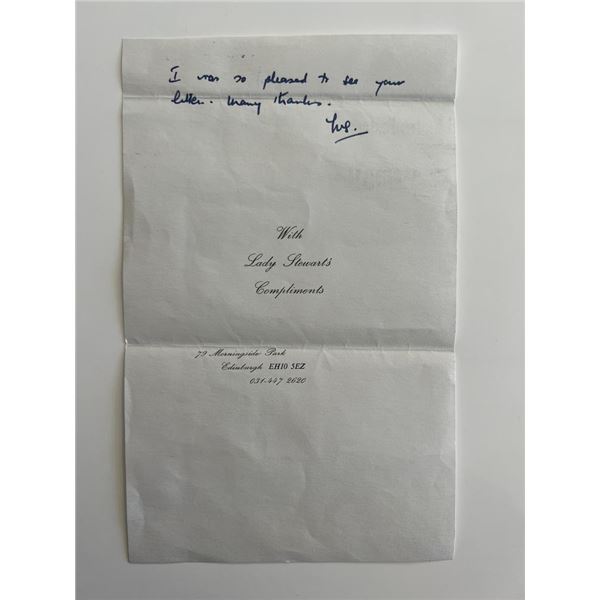 I was so pleased to see your
letter. Many thanks.
With
Lady Stewart's
Compliments
79 Morningside Park
Edinburgh EH10 5EZ
031-447 2620